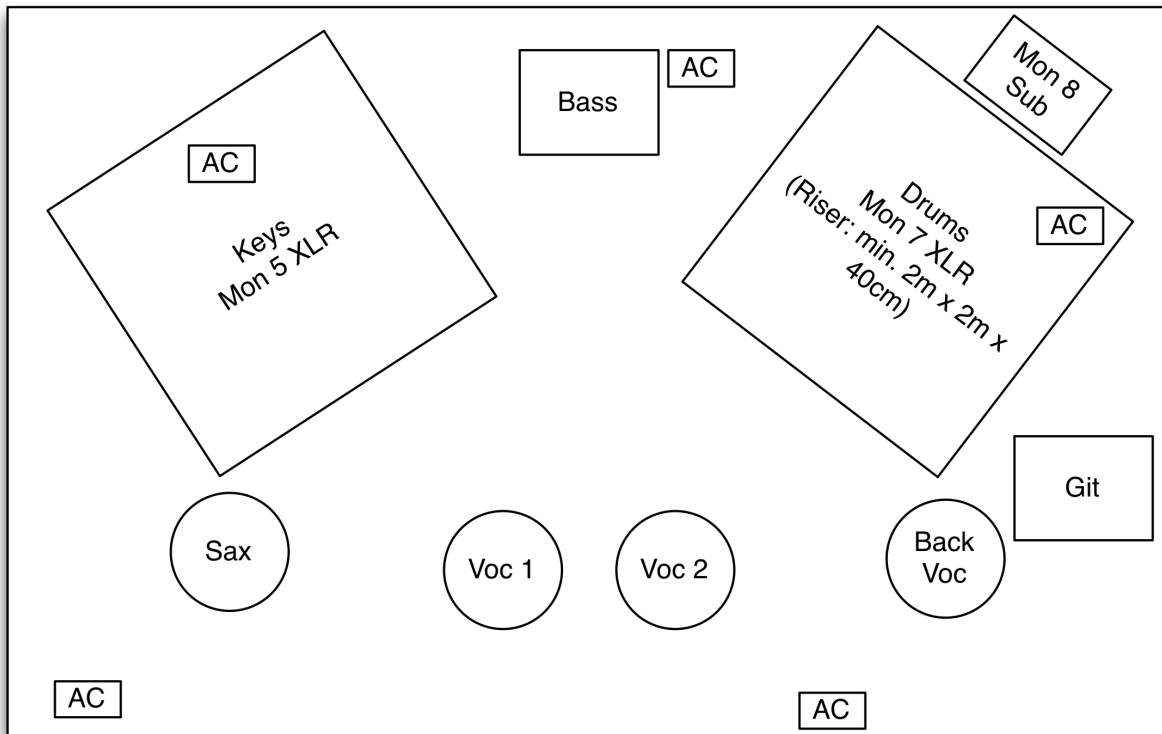 Mon 8
Sub
Bass
AC
AC
Keys
Mon 5 XLR
Drums
Mon 7 XLR
(Riser: min. 2m x 2m x
40cm)
AC
Git
Sax
Voc 1
Voc 2
Back
Voc
AC
AC